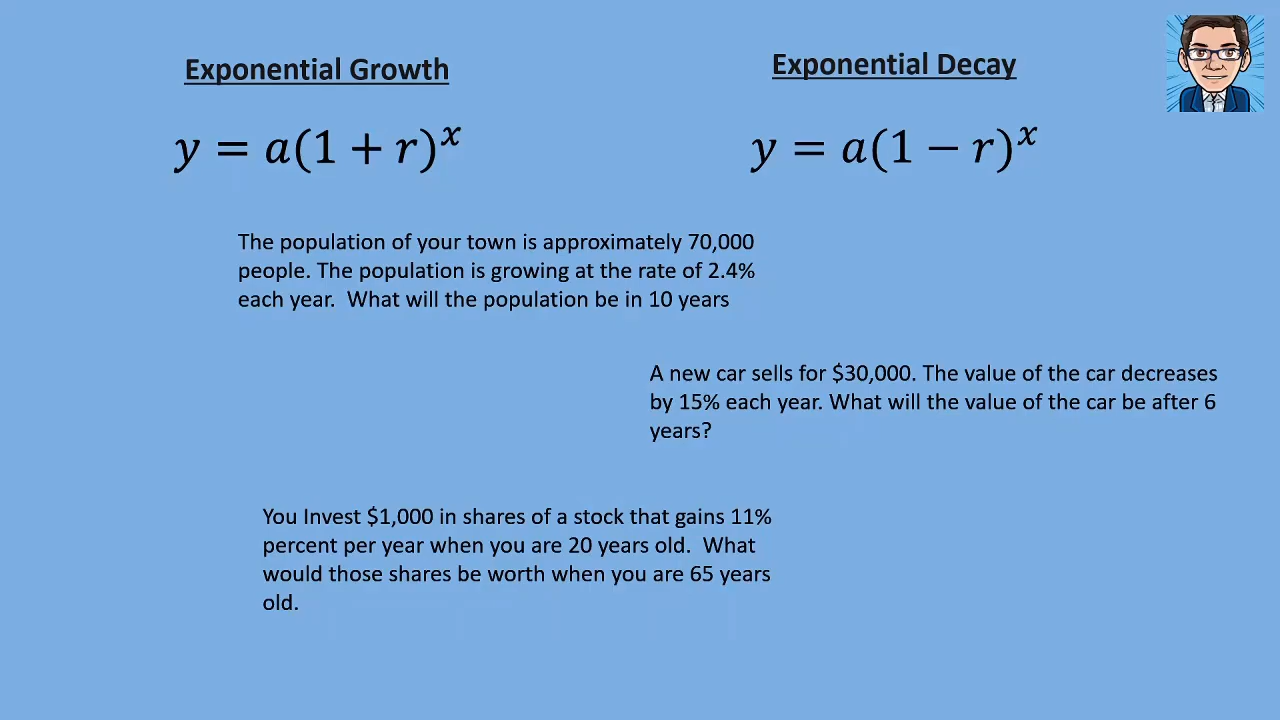 Exponential Growth
Exponential Decay
y = a(1 + r)^x
y = a(1 − r)^x
The population of your town is approximately 70,000
people. The population is growing at the rate of 2.4%
each year. What will the population be in 10 years
A new car sells for $30,000. The value of the car decreases
by 15% each year. What will the value of the car be after 6
years?
You Invest $1,000 in shares of a stock that gains 11%
percent per year when you are 20 years old. What
would those shares be worth when you are 65 years
old.